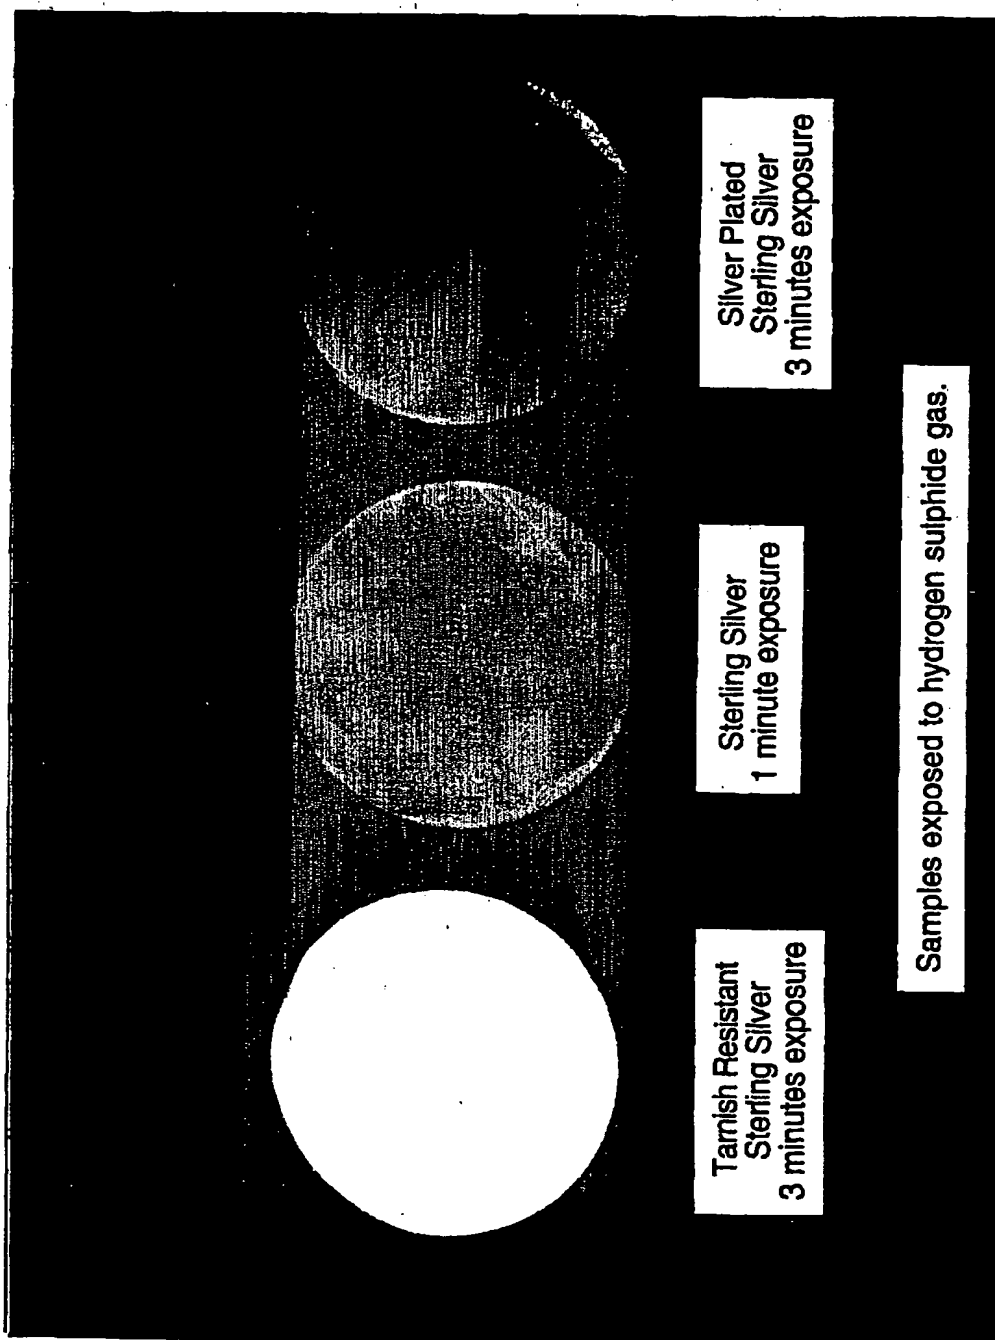 Tarnish Resistant
Sterling Silver
3 minutes exposure
Sterling Silver
1 minute exposure
Silver Plated
Sterling Silver
3 minutes exposure
Samples exposed to hydrogen sulphide gas.